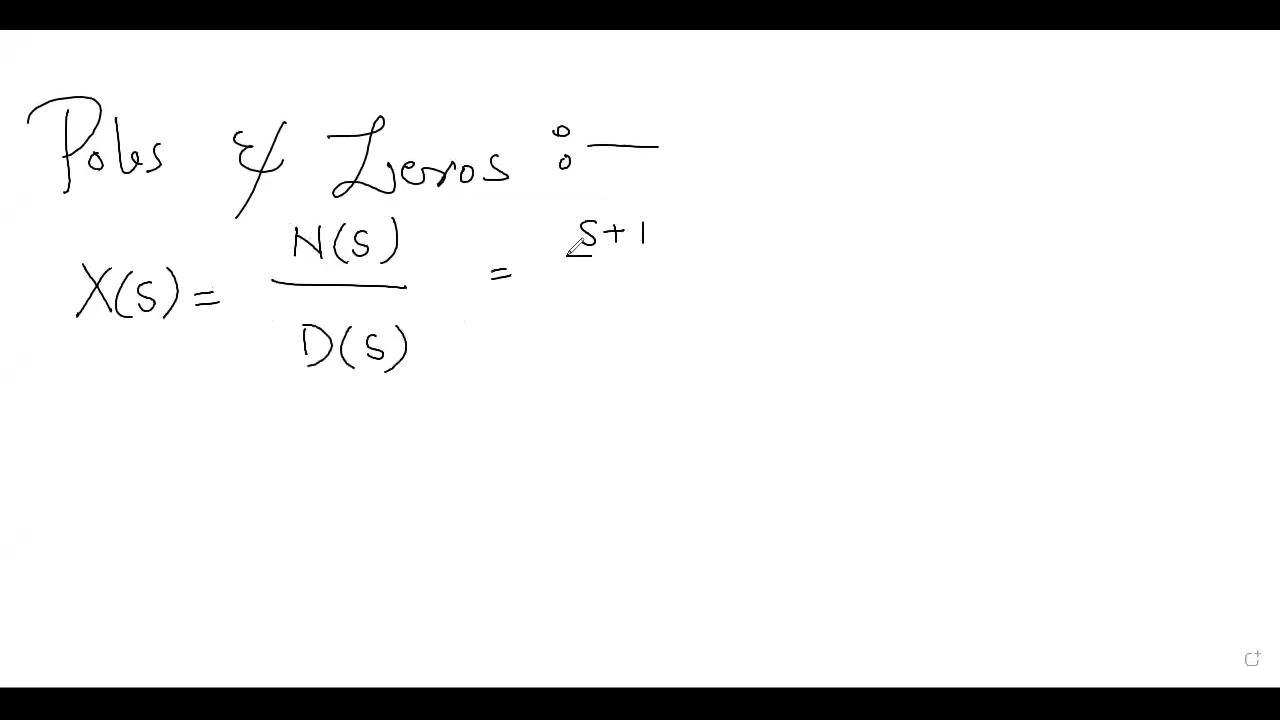 Poles & Zeros :—
X(S) = N(S) / D(S) = S+1